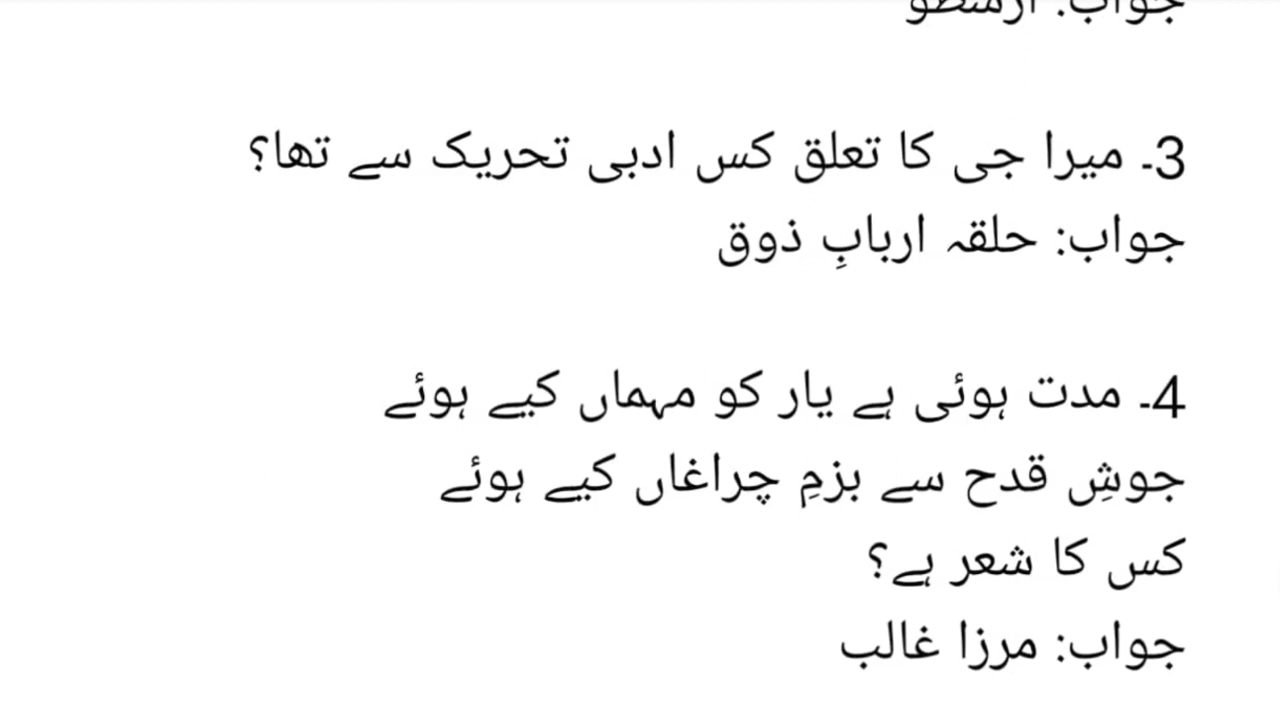 جواب:
3۔ میرا جی کا تعلق کس ادبی تحریک سے تھا؟
جواب: حلقہ اربابِ ذوق
4۔ مدت ہوئی ہے یار کو مہماں کیے ہوئے
جوشِ قدح سے بزمِ چراغاں کیے ہوئے
کس کا شعر ہے؟
جواب: مرزا غالب